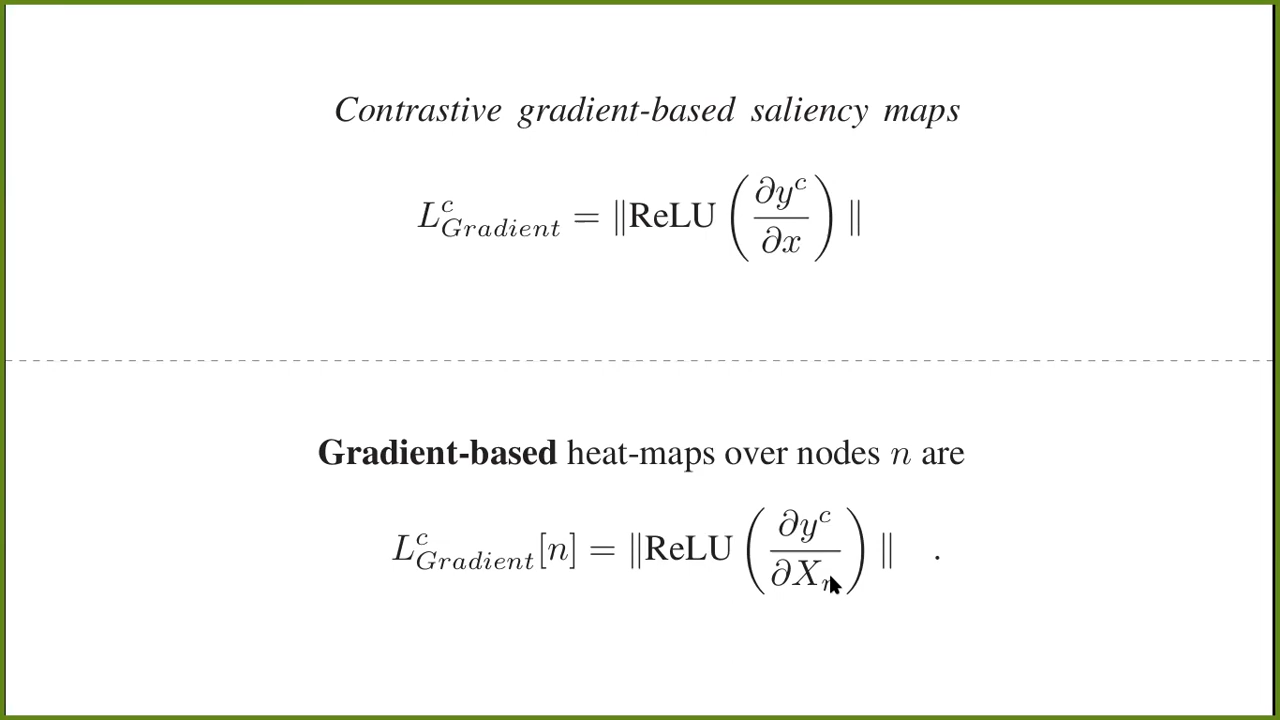 Contrastive gradient-based saliency maps
L^c_{Gradient} = ‖ReLU(∂y^c/∂x)‖
Gradient-based heat-maps over nodes n are
L^c_{Gradient}[n] = ‖ReLU(∂y^c/∂X_n)‖ .